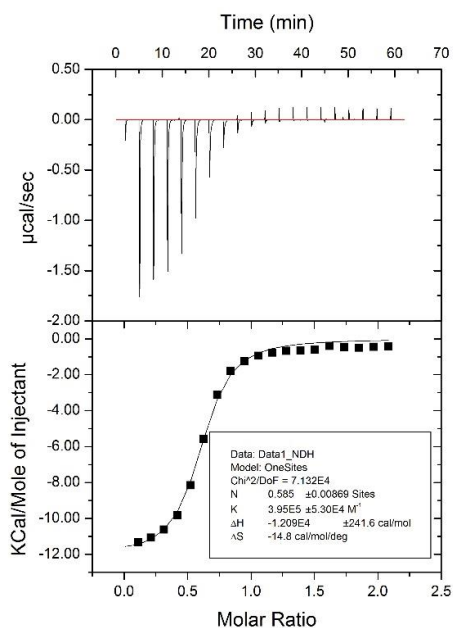 Time (min)
0 10 20 30 40 50 60 70
0.50
0.00
-0.50
-1.00
-1.50
-2.00
µcal/sec
0.00
-2.00
-4.00
-6.00
-8.00
-10.00
-12.00
KCal/Mole of Injectant
Data: Data1_NDH
Model: OneSites
Chi^2/DoF = 7.132E4
N 0.585 ±0.00869 Sites
K 3.95E5 ±5.30E4 M⁻¹
ΔH -1.209E4 ±241.6 cal/mol
ΔS -14.8 cal/mol/deg
0.0 0.5 1.0 1.5 2.0 2.5
Molar Ratio